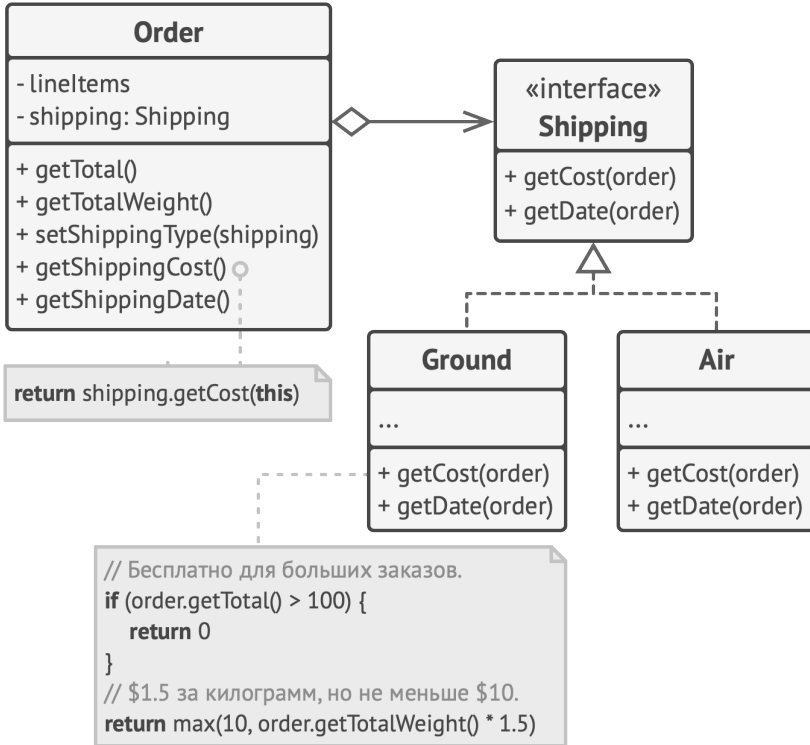 Order
- lineItems
- shipping: Shipping
+ getTotal()
+ getTotalWeight()
+ setShippingType(shipping)
+ getShippingCost()
+ getShippingDate()
return shipping.getCost(this)
«interface»
Shipping
+ getCost(order)
+ getDate(order)
Ground
...
+ getCost(order)
+ getDate(order)
Air
...
+ getCost(order)
+ getDate(order)
// Бесплатно для больших заказов.
if (order.getTotal() > 100) {
return 0
}
// $1.5 за килограмм, но не меньше $10.
return max(10, order.getTotalWeight() * 1.5)